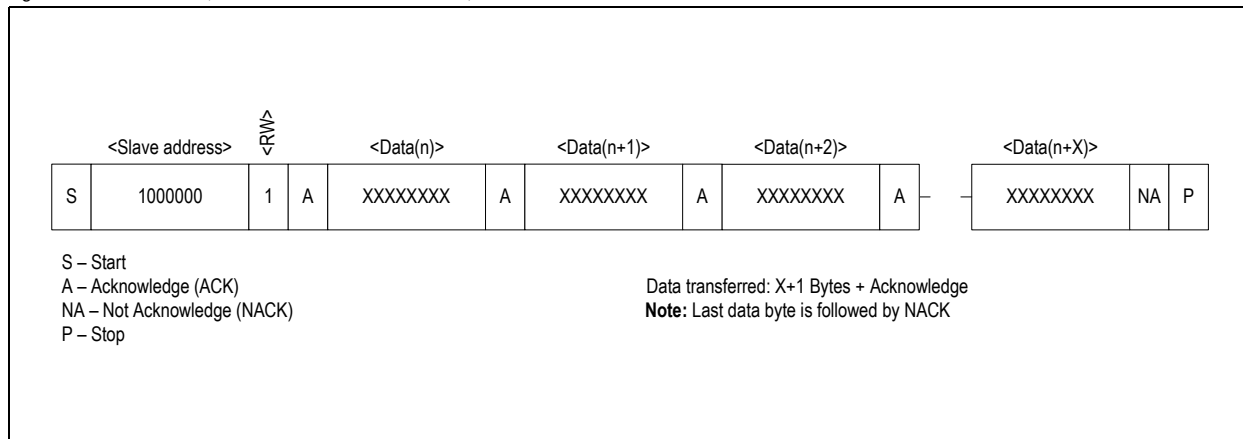 <RW>
<Slave address> <Data(n)> <Data(n+1)> <Data(n+2)> <Data(n+X)>
S 1000000 1 A XXXXXXXX A XXXXXXXX A XXXXXXXX A XXXXXXXX NA P
S – Start
A – Acknowledge (ACK) Data transferred: X+1 Bytes + Acknowledge
NA – Not Acknowledge (NACK) Note: Last data byte is followed by NACK
P – Stop